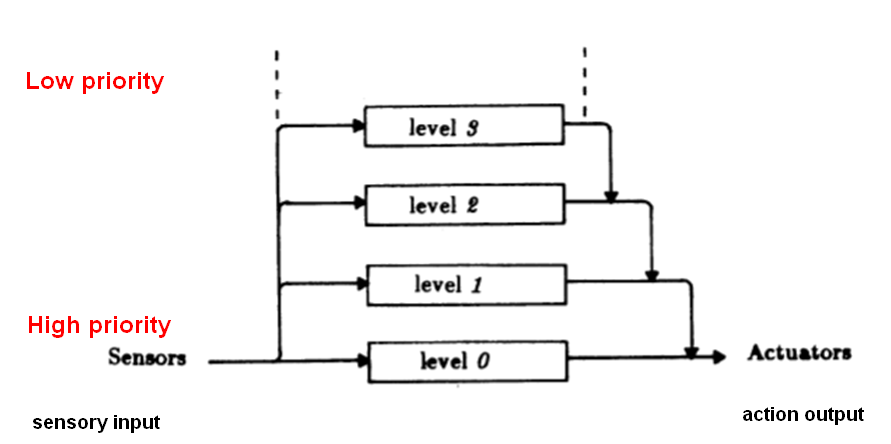 Low priority
level 3
level 2
level 1
High priority
Sensors
level 0
Actuators
sensory input
action output